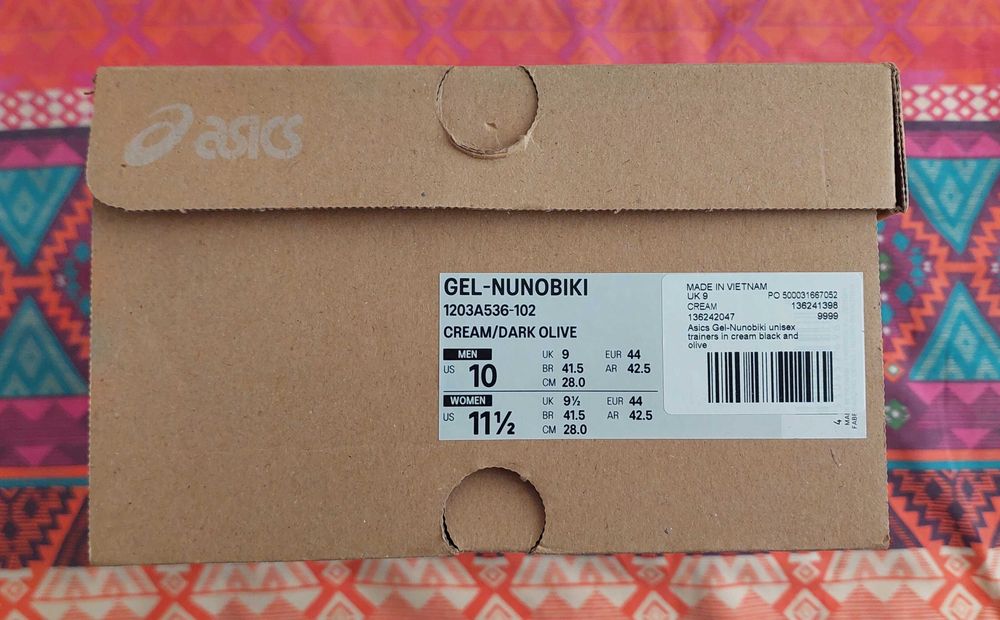 asics
GEL-NUNOBIKI
1203A536-102
CREAM/DARK OLIVE
MEN
US 10
UK 9 EUR 44
BR 41.5 AR 42.5
CM 28.0
WOMEN
US 11½
UK 9½ EUR 44
BR 41.5 AR 42.5
CM 28.0
MADE IN VIETNAM
UK 9 PO 500031667052
CREAM 136241398
136242047 9999
Asics Gel-Nunobiki unisex
trainers in cream black and
olive
4